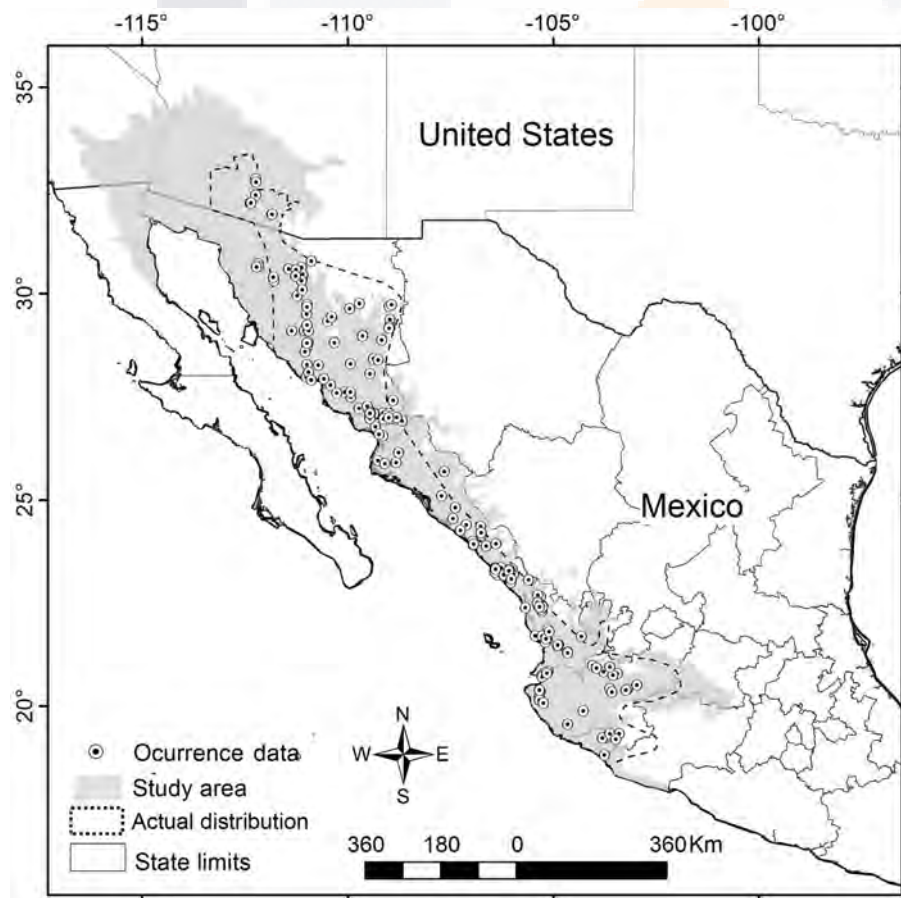 -115° -110° -105° -100°
35°
30°
25°
20°
United States
Mexico
N
W E
S
Ocurrence data
Study area
Actual distribution
State limits
360 180 0 360Km